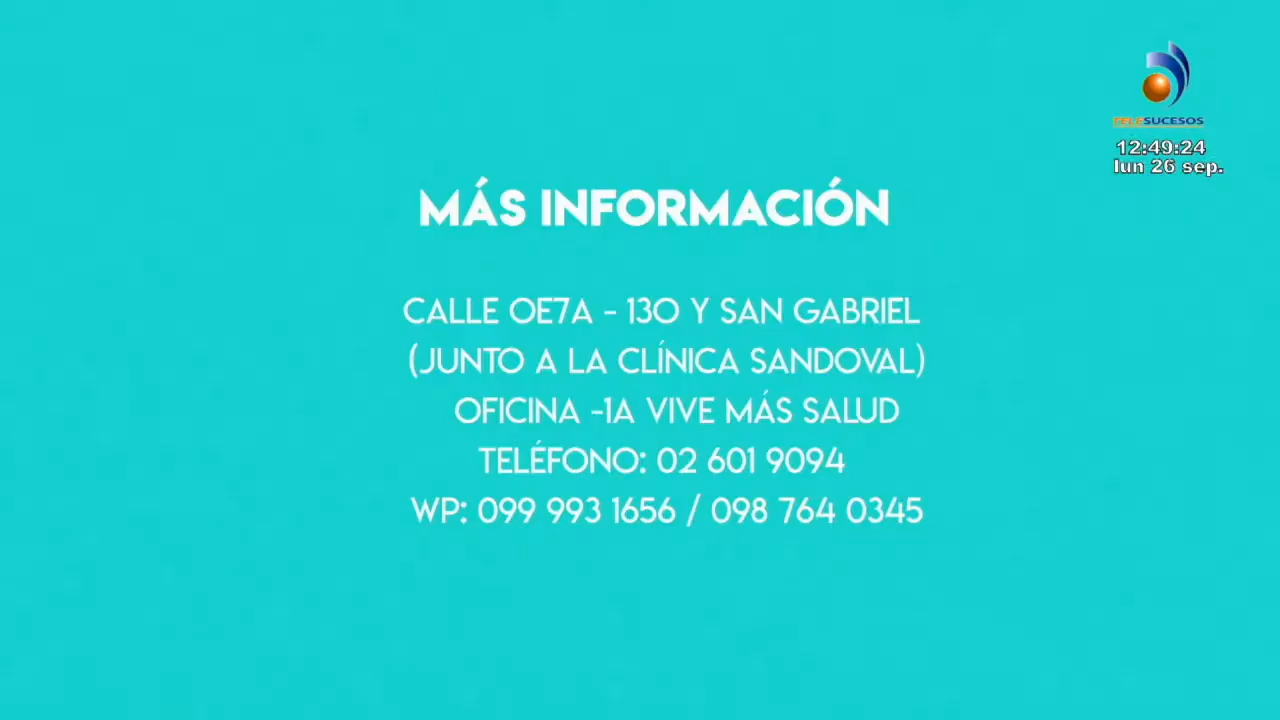 TELESUCESOS
12:49:24
lun 26 sep.
MÁS INFORMACIÓN
CALLE OE7A - 130 Y SAN GABRIEL
(JUNTO A LA CLÍNICA SANDOVAL)
OFICINA -1A VIVE MÁS SALUD
TELÉFONO: 02 601 9094
WP: 099 993 1656 / 098 764 0345